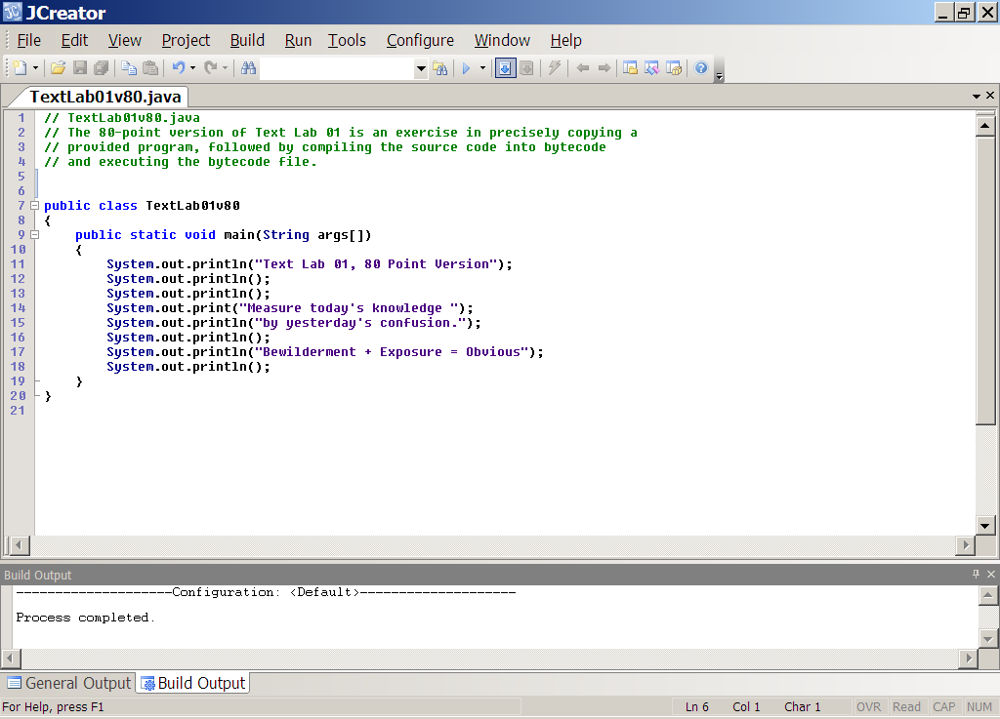 JCreator
File Edit View Project Build Run Tools Configure Window Help
TextLab01v80.java
1 // TextLab01v80.java
2 // The 80-point version of Text Lab 01 is an exercise in precisely copying a
3 // provided program, followed by compiling the source code into bytecode
4 // and executing the bytecode file.
5
6
7 public class TextLab01v80
8 {
9 public static void main(String args[])
10 {
11 System.out.println("Text Lab 01, 80 Point Version");
12 System.out.println();
13 System.out.println();
14 System.out.print("Measure today's knowledge ");
15 System.out.println("by yesterday's confusion.");
16 System.out.println();
17 System.out.println("Bewilderment + Exposure = Obvious");
18 System.out.println();
19 }
20 }
21
Build Output
--------------------Configuration: <Default>--------------------
Process completed.
General Output Build Output
For Help, press F1 Ln 6 Col 1 Char 1 OVR Read CAP NUM